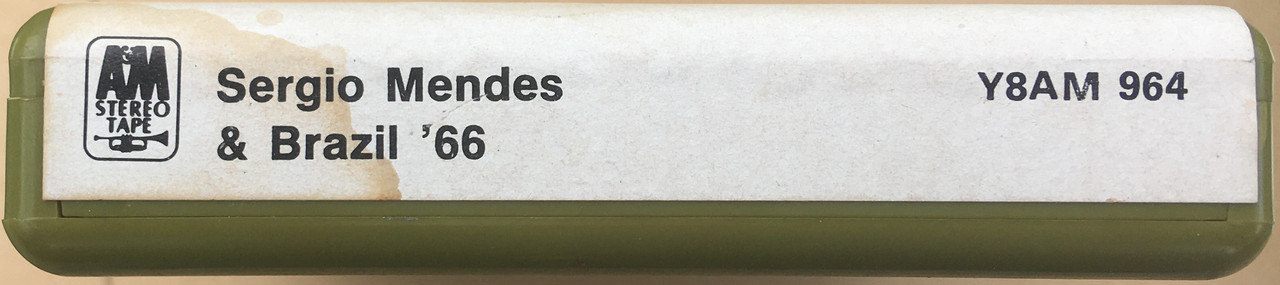 A&M
STEREO
TAPE
Sergio Mendes
& Brazil '66
Y8AM 964